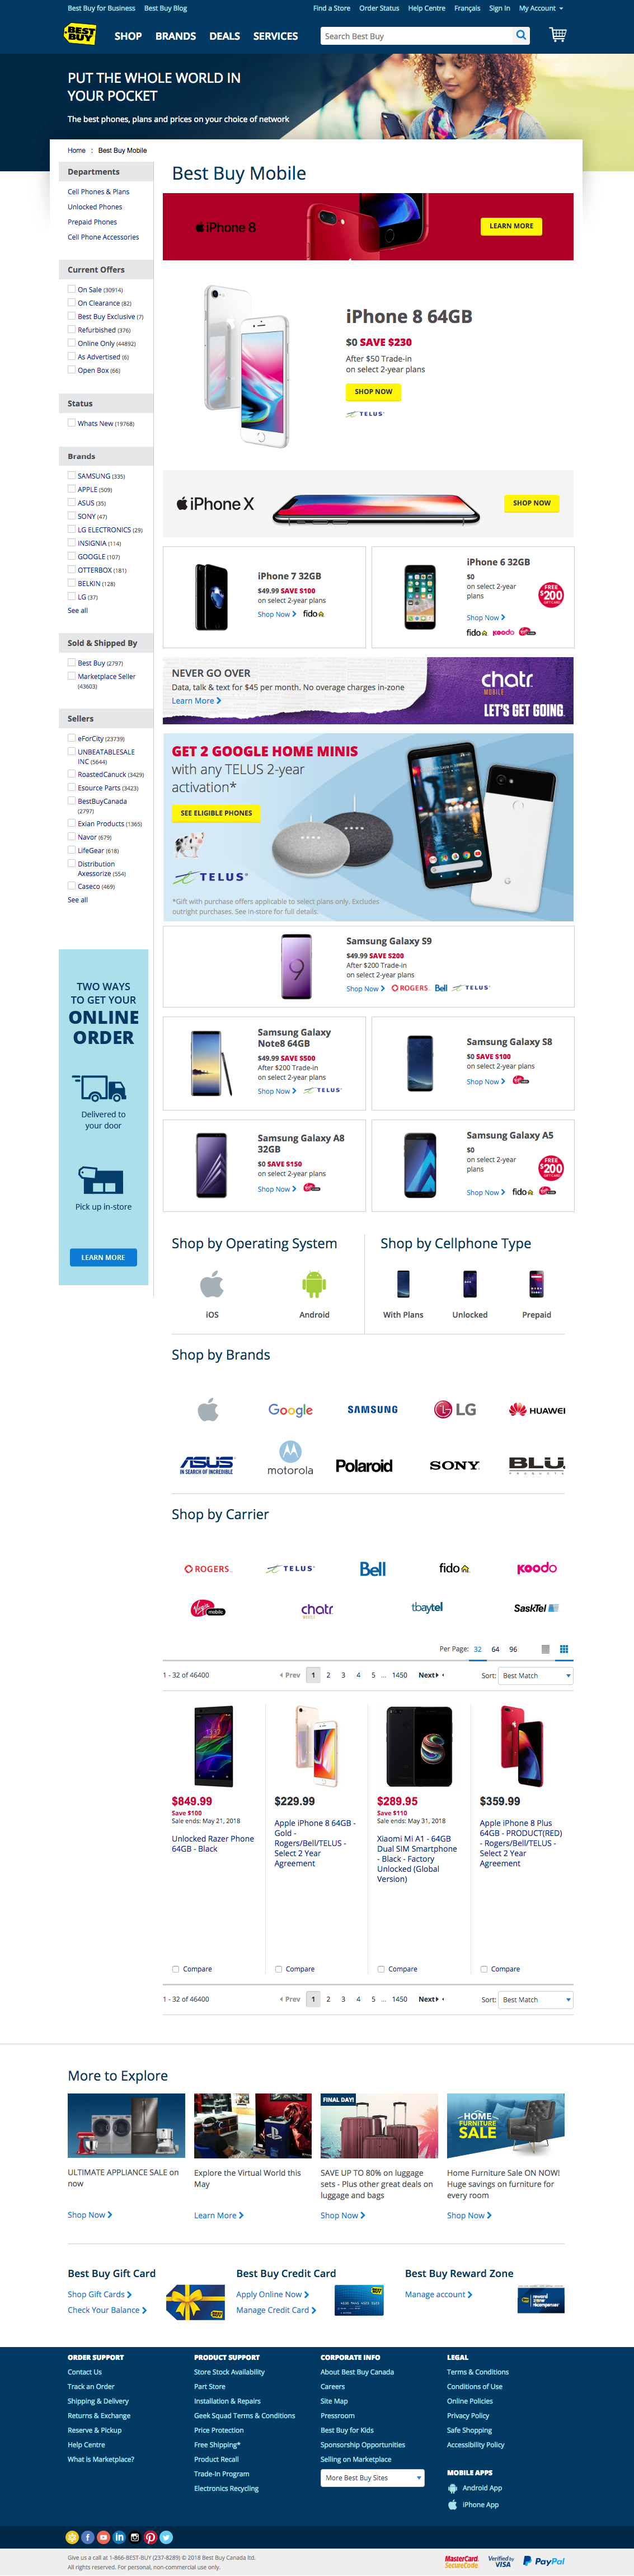 Best Buy for Business Best Buy Blog Find a Store Order Status Help Centre Français Sign In My Account
BEST BUY SHOP BRANDS DEALS SERVICES Search Best Buy
PUT THE WHOLE WORLD IN
YOUR POCKET
The best phones, plans and prices on your choice of network
Home : Best Buy Mobile
Departments
Cell Phones & Plans
Unlocked Phones
Prepaid Phones
Cell Phone Accessories
Current Offers
On Sale (30914)
On Clearance (82)
Best Buy Exclusive (7)
Refurbished (376)
Online Only (44892)
As Advertised (6)
Open Box (66)
Status
Whats New (19768)
Brands
SAMSUNG (335)
APPLE (509)
ASUS (35)
SONY (47)
LG ELECTRONICS (29)
INSIGNIA (114)
GOOGLE (107)
OTTERBOX (181)
BELKIN (128)
LG (37)
See all
Sold & Shipped By
Best Buy (2797)
Marketplace Seller
(43603)
Sellers
eForCity (23739)
UNBEATABLESALE
INC (5644)
RoastedCanuck (3429)
Esource Parts (3423)
BestBuyCanada
(2797)
Exian Products (1365)
Navor (679)
LifeGear (618)
Distribution
Axessorize (554)
Caseco (469)
See all
TWO WAYS
TO GET YOUR
ONLINE
ORDER
Delivered to
your door
Pick up in-store
LEARN MORE
Best Buy Mobile
iPhone 8 LEARN MORE
iPhone 8 64GB
$0 SAVE $230
After $50 Trade-in
on select 2-year plans
SHOP NOW
TELUS
iPhone X SHOP NOW
iPhone 7 32GB
$49.99 SAVE $100
on select 2-year plans
Shop Now fido
iPhone 6 32GB
$0
on select 2-year
plans
FREE $200 GIFT CARD
Shop Now
fido koodo Virgin mobile
NEVER GO OVER
Data, talk & text for $45 per month. No overage charges in-zone
Learn More
chatr
MOBILE
LET'S GET GOING.
GET 2 GOOGLE HOME MINIS
with any TELUS 2-year
activation*
SEE ELIGIBLE PHONES
TELUS
*Gift with purchase offers applicable to select plans only. Excludes
outright purchases. See in-store for full details.
Samsung Galaxy S9
$49.99 SAVE $200
After $200 Trade-in
on select 2-year plans
Shop Now ROGERS Bell TELUS
Samsung Galaxy
Note8 64GB
$49.99 SAVE $500
After $200 Trade-in
on select 2-year plans
Shop Now TELUS
Samsung Galaxy S8
$0 SAVE $100
on select 2-year plans
Shop Now Virgin mobile
Samsung Galaxy A8
32GB
$0 SAVE $150
on select 2-year plans
Shop Now Virgin mobile
Samsung Galaxy A5
$0
on select 2-year
plans
FREE $200 GIFT CARD
Shop Now fido Virgin mobile
Shop by Operating System
iOS Android
Shop by Cellphone Type
With Plans Unlocked Prepaid
Shop by Brands
Google SAMSUNG LG HUAWEI
ASUS IN SEARCH OF INCREDIBLE motorola Polaroid SONY BLU PRODUCTS
Shop by Carrier
ROGERS TELUS Bell fido koodo
Virgin mobile chatr MOBILE tbaytel SaskTel
Per Page: 32 64 96
1 - 32 of 46400 Prev 1 2 3 4 5 ... 1450 Next Sort: Best Match
$849.99
Save $100
Sale ends: May 21, 2018
Unlocked Razer Phone
64GB - Black
$229.99
Apple iPhone 8 64GB -
Gold -
Rogers/Bell/TELUS -
Select 2 Year
Agreement
$289.95
Save $110
Sale ends: May 31, 2018
Xiaomi Mi A1 - 64GB
Dual SIM Smartphone
- Black - Factory
Unlocked (Global
Version)
$359.99
Apple iPhone 8 Plus
64GB - PRODUCT(RED)
- Rogers/Bell/TELUS -
Select 2 Year
Agreement
Compare Compare Compare Compare
1 - 32 of 46400 Prev 1 2 3 4 5 ... 1450 Next Sort: Best Match
More to Explore
ULTIMATE APPLIANCE SALE on
now
Shop Now
Explore the Virtual World this
May
Learn More
FINAL DAY!
SAVE UP TO 80% on luggage
sets - Plus other great deals on
luggage and bags
Shop Now
HOME FURNITURE SALE
Home Furniture Sale ON NOW!
Huge savings on furniture for
every room
Shop Now
Best Buy Gift Card
Shop Gift Cards
Check Your Balance
Best Buy Credit Card
Apply Online Now
Manage Credit Card
Best Buy Reward Zone
Manage account
ORDER SUPPORT
Contact Us
Track an Order
Shipping & Delivery
Returns & Exchange
Reserve & Pickup
Help Centre
What is Marketplace?
PRODUCT SUPPORT
Store Stock Availability
Part Store
Installation & Repairs
Geek Squad Terms & Conditions
Price Protection
Free Shipping*
Product Recall
Trade-In Program
Electronics Recycling
CORPORATE INFO
About Best Buy Canada
Careers
Site Map
Pressroom
Best Buy for Kids
Sponsorship Opportunities
Selling on Marketplace
More Best Buy Sites
LEGAL
Terms & Conditions
Conditions of Use
Online Policies
Privacy Policy
Safe Shopping
Accessibility Policy
MOBILE APPS
Android App
iPhone App
Give us a call at 1-866-BEST-BUY (237-8289) © 2018 Best Buy Canada ltd.
All rights reserved. For personal, non-commercial use only.
MasterCard. SecureCode Verified by VISA PayPal